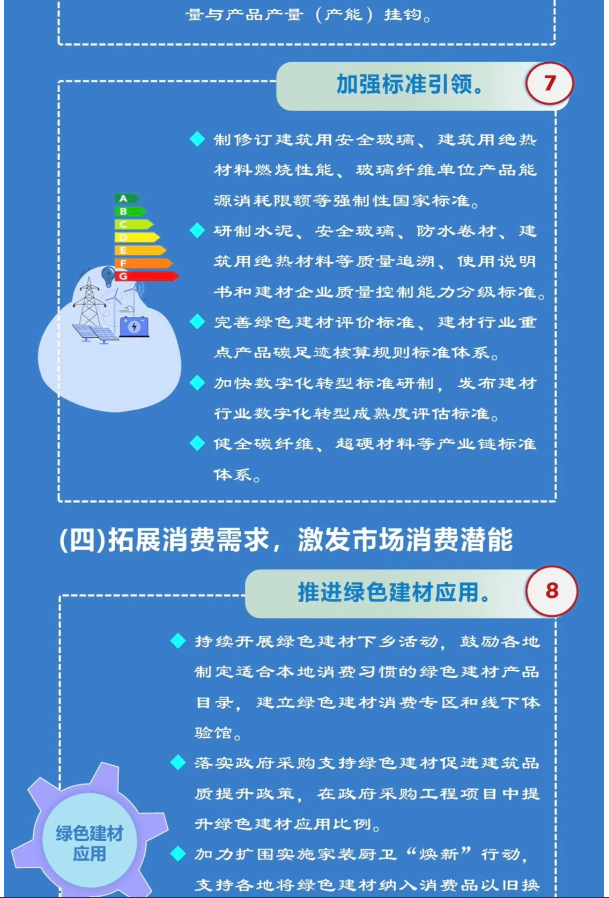 量与产品产量（产能）挂钩。
加强标准引领。
7
制修订建筑用安全玻璃、建筑用绝热
材料燃烧性能、玻璃纤维单位产品能
源消耗限额等强制性国家标准。
研制水泥、安全玻璃、防水卷材、建
筑用绝热材料等质量追溯、使用说明
书和建材企业质量控制能力分级标准。
完善绿色建材评价标准、建材行业重
点产品碳足迹核算规则标准体系。
加快数字化转型标准研制，发布建材
行业数字化转型成熟度评估标准。
健全碳纤维、超硬材料等产业链标准
体系。
A
B
C
D
E
F
G
(四)拓展消费需求，激发市场消费潜能
推进绿色建材应用。
8
持续开展绿色建材下乡活动，鼓励各地
制定适合本地消费习惯的绿色建材产品
目录，建立绿色建材消费专区和线下体
验馆。
落实政府采购支持绿色建材促进建筑品
质提升政策，在政府采购工程项目中提
升绿色建材应用比例。
加力扩围实施家装厨卫“焕新”行动，
支持各地将绿色建材纳入消费品以旧换
绿色建材
应用